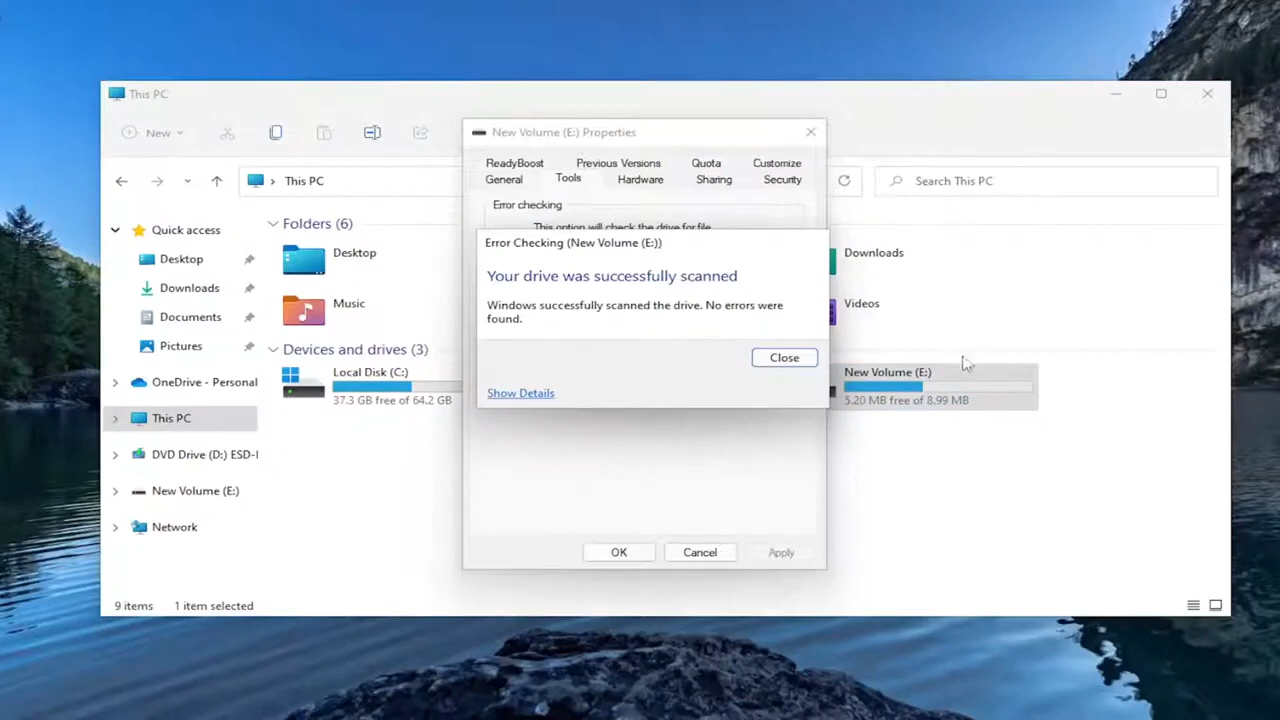 This PC
New
This PC
Search This PC
Quick access
Desktop
Downloads
Documents
Pictures
OneDrive - Personal
This PC
DVD Drive (D:) ESD-I
New Volume (E:)
Network
Folders (6)
Desktop
Downloads
Music
Videos
Devices and drives (3)
Local Disk (C:)
37.3 GB free of 64.2 GB
New Volume (E:)
5.20 MB free of 8.99 MB
New Volume (E:) Properties
ReadyBoost Previous Versions Quota Customize
General Tools Hardware Sharing Security
Error checking
This option will check the drive for file
Error Checking (New Volume (E:))
Your drive was successfully scanned
Windows successfully scanned the drive. No errors were
found.
Close
Show Details
OK Cancel Apply
9 items 1 item selected